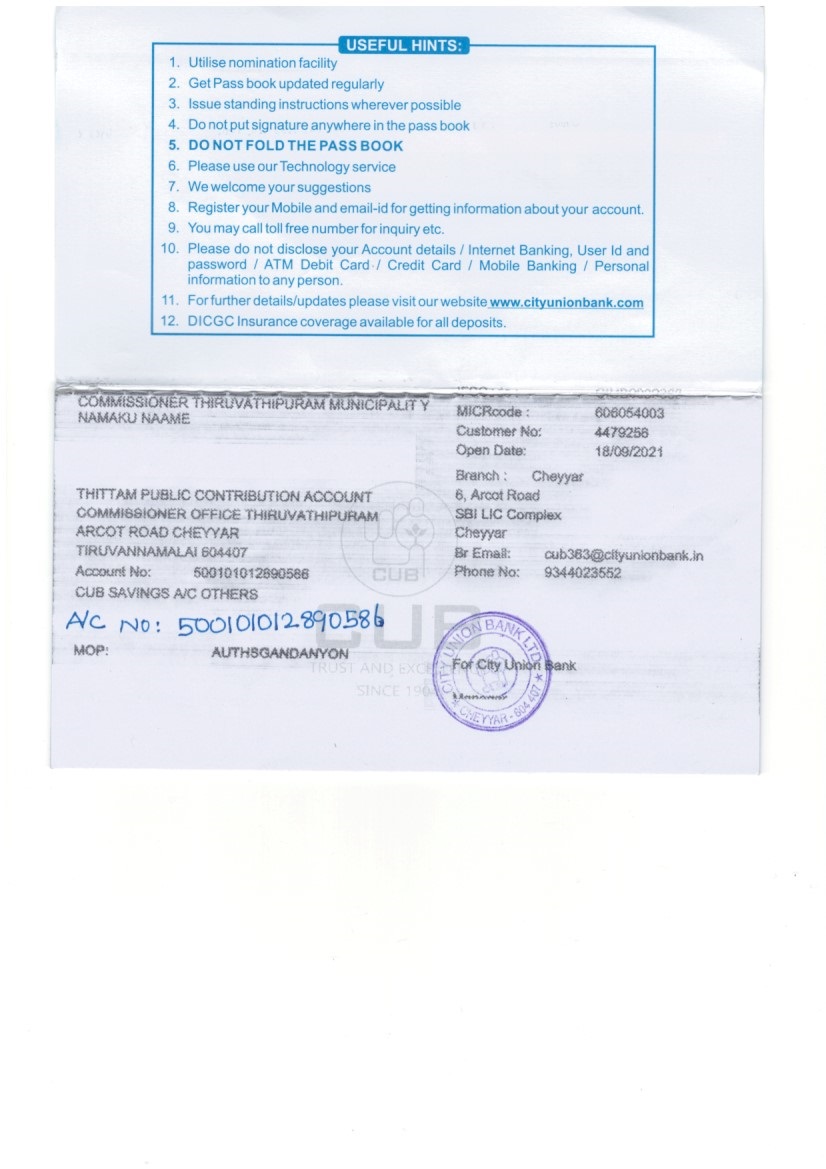 USEFUL HINTS:
1. Utilise nomination facility
2. Get Pass book updated regularly
3. Issue standing instructions wherever possible
4. Do not put signature anywhere in the pass book
5. DO NOT FOLD THE PASS BOOK
6. Please use our Technology service
7. We welcome your suggestions
8. Register your Mobile and email-id for getting information about your account.
9. You may call toll free number for inquiry etc.
10. Please do not disclose your Account details / Internet Banking, User Id and
password / ATM Debit Card / Credit Card / Mobile Banking / Personal
information to any person.
11. For further details/updates please visit our website www.cityunionbank.com
12. DICGC Insurance coverage available for all deposits.
COMMISSIONER THIRUVATHIPURAM MUNICIPALIT Y
NAMAKU NAAME
THITTAM PUBLIC CONTRIBUTION ACCOUNT
COMMISSIONER OFFICE THIRUVATHIPURAM
ARCOT ROAD CHEYYAR
TIRUVANNAMALAI 604407
Account No: 500101012890586
CUB SAVINGS A/C OTHERS
A/C No: 500101012890586
MOP: AUTHSGANDANYON
MICRcode : 606054003
Customer No: 4479256
Open Date: 18/09/2021
Branch : Cheyyar
6, Arcot Road
SBI LIC Complex
Cheyyar
Br Email: cub363@cityunionbank.in
Phone No: 9344023552
For City Union Bank
Manager
CUB
CUB
TRUST AND
SINCE 190
CITY UNION BANK LTD
CHEYYAR - 604 407